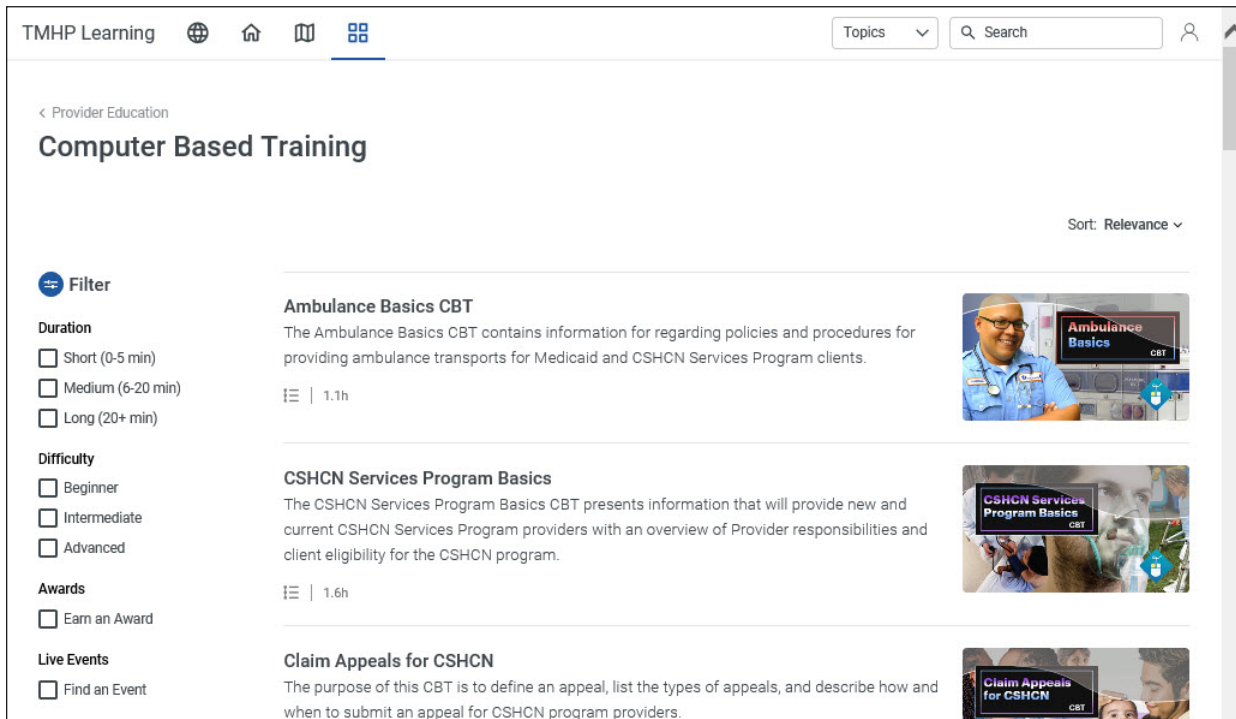 TMHP Learning
Topics
Search
Provider Education
Computer Based Training
Sort: Relevance
Filter
Duration
Short (0-5 min)
Medium (6-20 min)
Long (20+ min)
Difficulty
Beginner
Intermediate
Advanced
Awards
Earn an Award
Live Events
Find an Event
Ambulance Basics CBT
The Ambulance Basics CBT contains information for regarding policies and procedures for
providing ambulance transports for Medicaid and CSHCN Services Program clients.
1.1h
Ambulance
Basics
CBT
CSHCN Services Program Basics
The CSHCN Services Program Basics CBT presents information that will provide new and
current CSHCN Services Program providers with an overview of Provider responsibilities and
client eligibility for the CSHCN program.
1.6h
CSHCN Services
Program Basics
CBT
Claim Appeals for CSHCN
The purpose of this CBT is to define an appeal, list the types of appeals, and describe how and
when to submit an appeal for CSHCN program providers.
Claim Appeals
for CSHCN
CBT